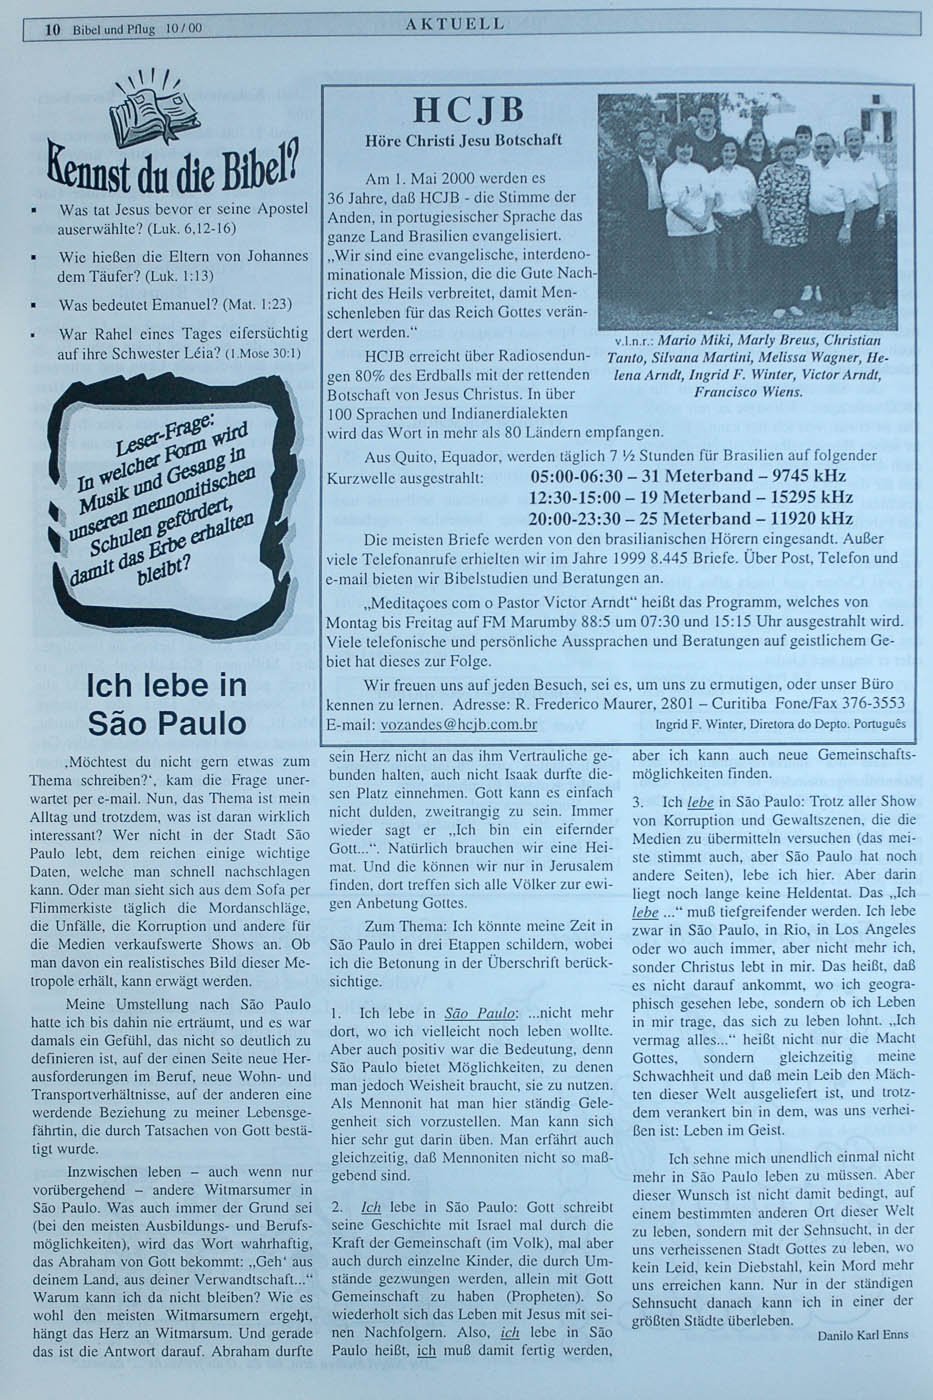 10 Bibel und Pflug 10/00
AKTUELL
Kennst du die Bibel?
▪ Was tat Jesus bevor er seine Apostel
auserwählte? (Luk. 6,12-16)
▪ Wie hießen die Eltern von Johannes
dem Täufer? (Luk. 1:13)
▪ Was bedeutet Emanuel? (Mat. 1:23)
▪ War Rahel eines Tages eifersüchtig
auf ihre Schwester Léia? (1.Mose 30:1)
Leser-Frage:
In welcher Form wird
Musik und Gesang in
unseren mennonitischen
Schulen gefördert,
damit das Erbe erhalten
bleibt?
HCJB
Höre Christi Jesu Botschaft
Am 1. Mai 2000 werden es
36 Jahre, daß HCJB - die Stimme der
Anden, in portugiesischer Sprache das
ganze Land Brasilien evangelisiert.
„Wir sind eine evangelische, interdeno-
minationale Mission, die die Gute Nach-
richt des Heils verbreitet, damit Men-
schenleben für das Reich Gottes verän-
dert werden.“
HCJB erreicht über Radiosendun-
gen 80% des Erdballs mit der rettenden
Botschaft von Jesus Christus. In über
100 Sprachen und Indianerdialekten
wird das Wort in mehr als 80 Ländern empfangen.
v.l.n.r.: Mario Miki, Marly Breus, Christian
Tanto, Silvana Martini, Melissa Wagner, He-
lena Arndt, Ingrid F. Winter, Victor Arndt,
Francisco Wiens.
Aus Quito, Equador, werden täglich 7 ½ Stunden für Brasilien auf folgender
Kurzwelle ausgestrahlt: 05:00-06:30 – 31 Meterband – 9745 kHz
12:30-15:00 – 19 Meterband – 15295 kHz
20:00-23:30 – 25 Meterband – 11920 kHz
Die meisten Briefe werden von den brasilianischen Hörern eingesandt. Außer
viele Telefonanrufe erhielten wir im Jahre 1999 8.445 Briefe. Über Post, Telefon und
e-mail bieten wir Bibelstudien und Beratungen an.
„Meditaçoes com o Pastor Victor Arndt“ heißt das Programm, welches von
Montag bis Freitag auf FM Marumby 88:5 um 07:30 und 15:15 Uhr ausgestrahlt wird.
Viele telefonische und persönliche Aussprachen und Beratungen auf geistlichem Ge-
biet hat dieses zur Folge.
Wir freuen uns auf jeden Besuch, sei es, um uns zu ermutigen, oder unser Büro
kennen zu lernen. Adresse: R. Frederico Maurer, 2801 – Curitiba Fone/Fax 376-3553
E-mail: vozandes@hcjb.com.br Ingrid F. Winter, Diretora do Depto. Português
Ich lebe in
São Paulo
‚Möchtest du nicht gern etwas zum
Thema schreiben?‘, kam die Frage uner-
wartet per e-mail. Nun, das Thema ist mein
Alltag und trotzdem, was ist daran wirklich
interessant? Wer nicht in der Stadt São
Paulo lebt, dem reichen einige wichtige
Daten, welche man schnell nachschlagen
kann. Oder man sieht sich aus dem Sofa per
Flimmerkiste täglich die Mordanschläge,
die Unfälle, die Korruption und andere für
die Medien verkaufswerte Shows an. Ob
man davon ein realistisches Bild dieser Me-
tropole erhält, kann erwägt werden.
Meine Umstellung nach São Paulo
hatte ich bis dahin nie erträumt, und es war
damals ein Gefühl, das nicht so deutlich zu
definieren ist, auf der einen Seite neue Her-
ausforderungen im Beruf, neue Wohn- und
Transportverhältnisse, auf der anderen eine
werdende Beziehung zu meiner Lebensge-
fährtin, die durch Tatsachen von Gott bestä-
tigt wurde.
Inzwischen leben – auch wenn nur
vorübergehend – andere Witmarsumer in
São Paulo. Was auch immer der Grund sei
(bei den meisten Ausbildungs- und Berufs-
möglichkeiten), wird das Wort wahrhaftig,
das Abraham von Gott bekommt: „Geh‘ aus
deinem Land, aus deiner Verwandtschaft...“
Warum kann ich da nicht bleiben? Wie es
wohl den meisten Witmarsumern ergeht,
hängt das Herz an Witmarsum. Und gerade
das ist die Antwort darauf. Abraham durfte
sein Herz nicht an das ihm Vertrauliche ge-
bunden halten, auch nicht Isaak durfte die-
sen Platz einnehmen. Gott kann es einfach
nicht dulden, zweitrangig zu sein. Immer
wieder sagt er „Ich bin ein eifernder
Gott...“. Natürlich brauchen wir eine Hei-
mat. Und die können wir nur in Jerusalem
finden, dort treffen sich alle Völker zur ewi-
gen Anbetung Gottes.
Zum Thema: Ich könnte meine Zeit in
São Paulo in drei Etappen schildern, wobei
ich die Betonung in der Überschrift berück-
sichtige.
1. Ich lebe in São Paulo: ...nicht mehr
dort, wo ich vielleicht noch leben wollte.
Aber auch positiv war die Bedeutung, denn
São Paulo bietet Möglichkeiten, zu denen
man jedoch Weisheit braucht, sie zu nutzen.
Als Mennonit hat man hier ständig Gele-
genheit sich vorzustellen. Man kann sich
hier sehr gut darin üben. Man erfährt auch
gleichzeitig, daß Mennoniten nicht so maß-
gebend sind.
2. Ich lebe in São Paulo: Gott schreibt
seine Geschichte mit Israel mal durch die
Kraft der Gemeinschaft (im Volk), mal aber
auch durch einzelne Kinder, die durch Um-
stände gezwungen werden, allein mit Gott
Gemeinschaft zu haben (Propheten). So
wiederholt sich das Leben mit Jesus mit sei-
nen Nachfolgern. Also, ich lebe in São
Paulo heißt, ich muß damit fertig werden,
aber ich kann auch neue Gemeinschafts-
möglichkeiten finden.
3. Ich lebe in São Paulo: Trotz aller Show
von Korruption und Gewaltszenen, die die
Medien zu übermitteln versuchen (das mei-
ste stimmt auch, aber São Paulo hat noch
andere Seiten), lebe ich hier. Aber darin
liegt noch lange keine Heldentat. Das „Ich
lebe ...“ muß tiefgreifender werden. Ich lebe
zwar in São Paulo, in Rio, in Los Angeles
oder wo auch immer, aber nicht mehr ich,
sonder Christus lebt in mir. Das heißt, daß
es nicht darauf ankommt, wo ich geogra-
phisch gesehen lebe, sondern ob ich Leben
in mir trage, das sich zu leben lohnt. „Ich
vermag alles...“ heißt nicht nur die Macht
Gottes, sondern gleichzeitig meine
Schwachheit und daß mein Leib den Mäch-
ten dieser Welt ausgeliefert ist, und trotz-
dem verankert bin in dem, was uns verhei-
ßen ist: Leben im Geist.
Ich sehne mich unendlich einmal nicht
mehr in São Paulo leben zu müssen. Aber
dieser Wunsch ist nicht damit bedingt, auf
einem bestimmten anderen Ort dieser Welt
zu leben, sondern mit der Sehnsucht, in der
uns verheissenen Stadt Gottes zu leben, wo
kein Leid, kein Diebstahl, kein Mord mehr
uns erreichen kann. Nur in der ständigen
Sehnsucht danach kann ich in einer der
größten Städte überleben.
Danilo Karl Enns